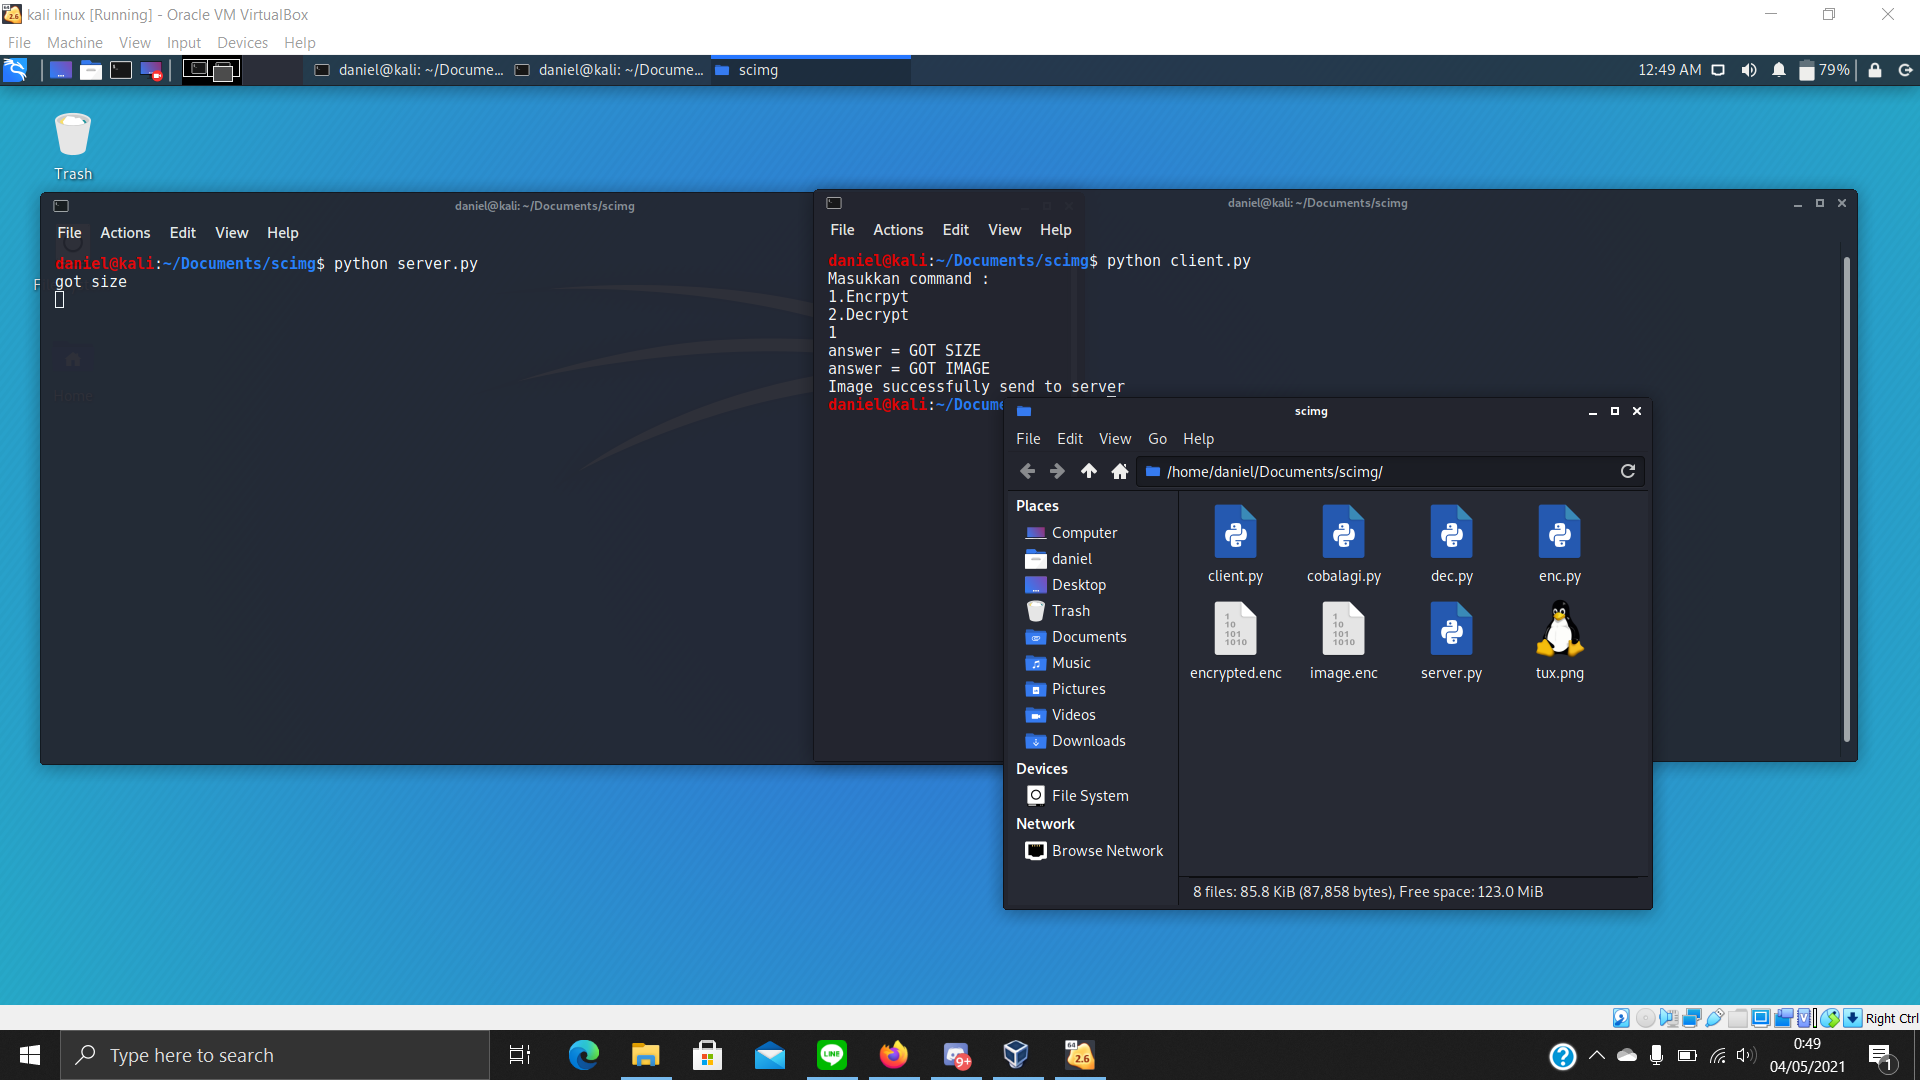 kali linux [Running] - Oracle VM VirtualBox
File Machine View Input Devices Help
daniel@kali: ~/Docume... daniel@kali: ~/Docume... scimg 12:49 AM 79%
Trash
daniel@kali: ~/Documents/scimg
File Actions Edit View Help
daniel@kali:~/Documents/scimg$ python server.py
got size
Home
daniel@kali: ~/Documents/scimg
File Actions Edit View Help
daniel@kali:~/Documents/scimg$ python client.py
Masukkan command :
1.Encrpyt
2.Decrypt
1
answer = GOT SIZE
answer = GOT IMAGE
Image successfully send to server
daniel@kali:~/Docume
scimg
File Edit View Go Help
/home/daniel/Documents/scimg/
Places
Computer
daniel
Desktop
Trash
Documents
Music
Pictures
Videos
Downloads
Devices
File System
Network
Browse Network
client.py cobalagi.py dec.py enc.py
encrypted.enc image.enc server.py tux.png
8 files: 85.8 KiB (87,858 bytes), Free space: 123.0 MiB
Right Ctrl
Type here to search
LINE
9+
64
2.6
0:49
04/05/2021
1